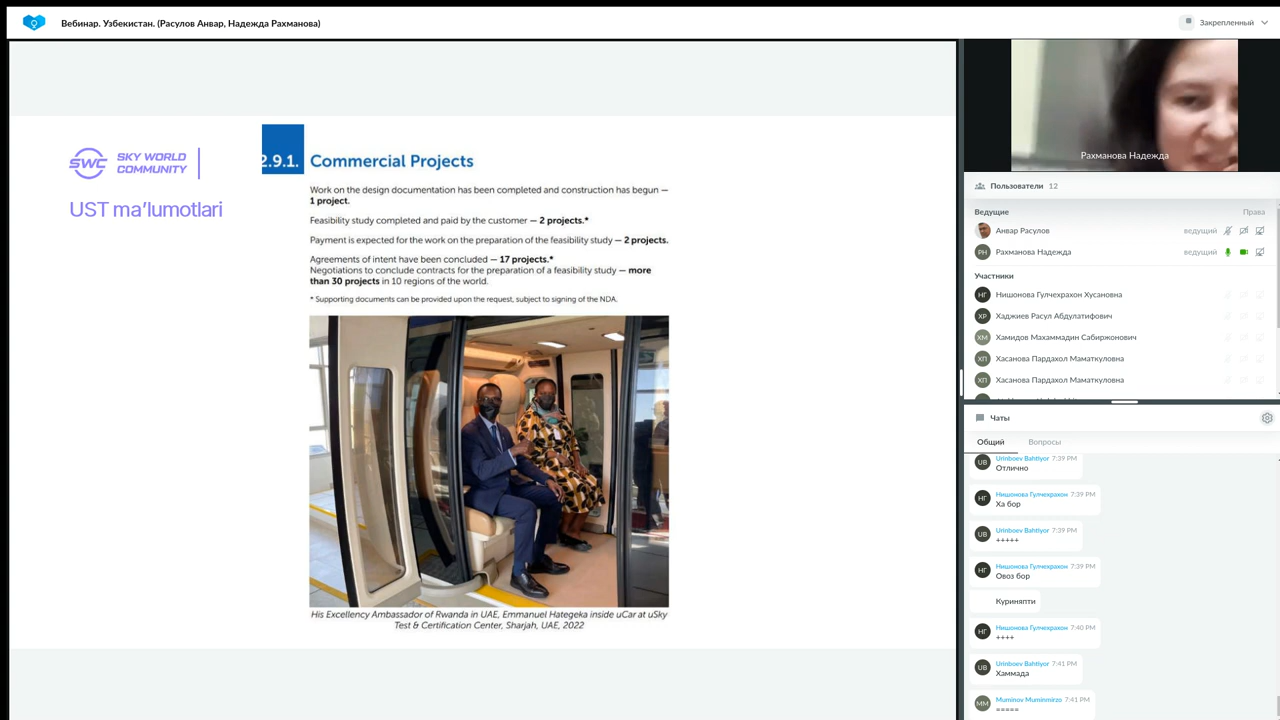 Вебинар. Узбекистан. (Расулов Анвар, Надежда Рахманова)
Закрепленный
SWC SKY WORLD
COMMUNITY
UST ma'lumotlari
2.9.1. Commercial Projects
Work on the design documentation has been completed and construction has begun —
1 project.
Feasibility study completed and paid by the customer — 2 projects.*
Payment is expected for the work on the preparation of the feasibility study — 2 projects.
Agreements of intent have been concluded — 17 projects.*
Negotiations to conclude contracts for the preparation of a feasibility study — more
than 30 projects in 10 regions of the world.
* Supporting documents can be provided upon the request, subject to signing of the NDA.
His Excellency Ambassador of Rwanda in UAE, Emmanuel Hategeka inside uCar at uSky
Test & Certification Center, Sharjah, UAE, 2022
Рахманова Надежда
Пользователи 12
Ведущие Права
Анвар Расулов ведущий
РН Рахманова Надежда ведущий
Участники
НГ Нишонова Гулчехрахон Хусановна
ХР Хаджиев Расул Абдулатифович
ХМ Хамидов Махаммадин Сабиржонович
ХП Хасанова Пардахол Маматкуловна
ХП Хасанова Пардахол Маматкуловна
Чаты
Общий Вопросы
UB Urinboev Bahtiyor 7:39 PM
Отлично
НГ Нишонова Гулчехрахон 7:39 PM
Ха бор
UB Urinboev Bahtiyor 7:39 PM
+++++
НГ Нишонова Гулчехрахон 7:39 PM
Овоз бор
Куриняпти
НГ Нишонова Гулчехрахон 7:40 PM
++++
UB Urinboev Bahtiyor 7:41 PM
Хаммада
MM Muminov Muminmirzo 7:41 PM
=====